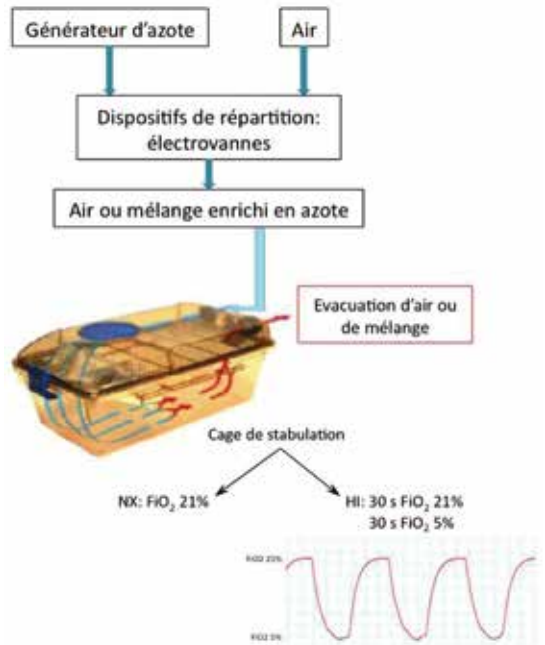 Générateur d'azote
Air
Dispositifs de répartition:
électrovannes
Air ou mélange enrichi en azote
Evacuation d'air ou
de mélange
Cage de stabulation
NX: FiO₂ 21%
HI: 30 s FiO₂ 21%
30 s FiO₂ 5%
FiO2 21%
FiO2 5%